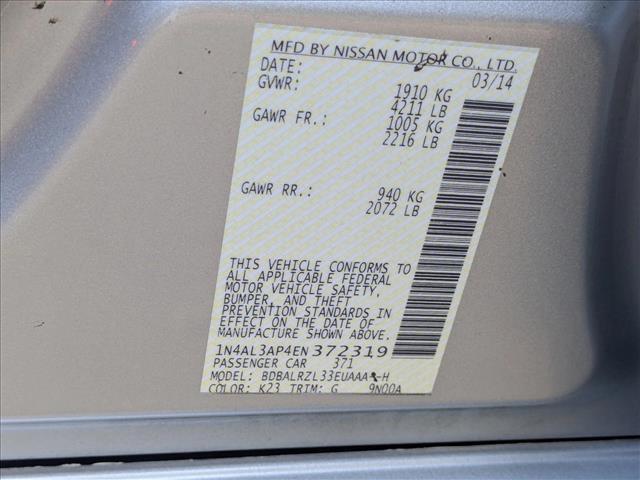 MFD BY NISSAN MOTOR CO., LTD.
DATE: 03/14
GVWR: 1910 KG
4211 LB
GAWR FR.: 1005 KG
2216 LB
GAWR RR.: 940 KG
2072 LB
THIS VEHICLE CONFORMS TO
ALL APPLICABLE FEDERAL
MOTOR VEHICLE SAFETY,
BUMPER, AND THEFT
PREVENTION STANDARDS IN
EFFECT ON THE DATE OF
MANUFACTURE SHOWN ABOVE.
1N4AL3AP4EN372319
PASSENGER CAR 371
MODEL: BDBALRZL33EUAAA--H
COLOR: K23 TRIM: G 9N00A